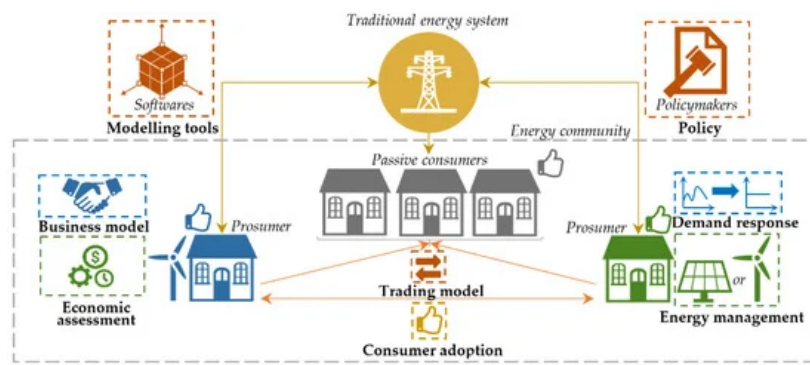 Traditional energy system
Softwares
Modelling tools
Policymakers
Policy
Energy community
Passive consumers
Business model
Prosumer
Prosumer
Demand response
$
Economic
assessment
Trading model
or
Energy management
Consumer adoption